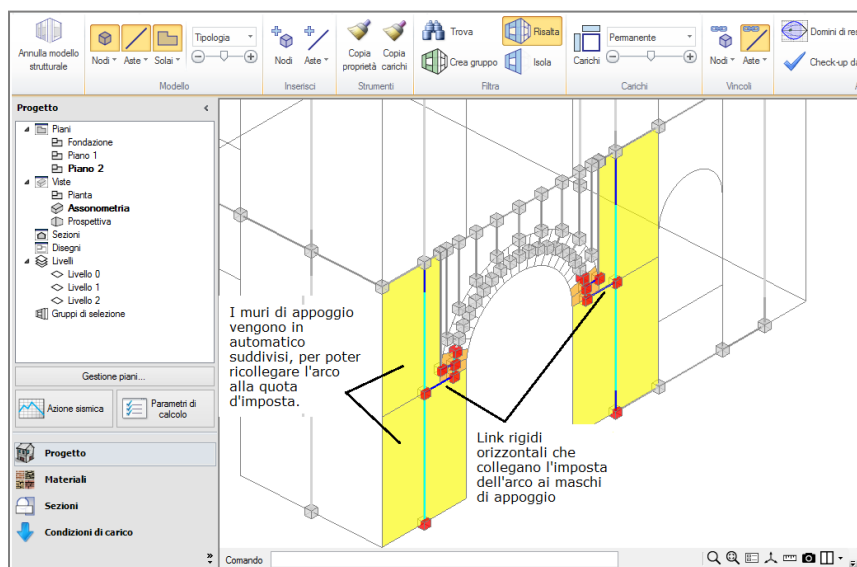 Annulla modello
strutturale
Nodi
Aste
Solai
Tipologia
Modello
Nodi
Aste
Inserisci
Copia
proprietà
Copia
carichi
Strumenti
Trova
Crea gruppo
Risalta
Isola
Filtra
Carichi
Permanente
Carichi
Nodi
Aste
Vincoli
Domini di re
Check-up da
Progetto
Piani
Fondazione
Piano 1
Piano 2
Viste
Pianta
Assonometria
Prospettiva
Sezioni
Disegni
Livelli
Livello 0
Livello 1
Livello 2
Gruppi di selezione
Gestione piani...
Azione sismica
Parametri di
calcolo
Progetto
Materiali
Sezioni
Condizioni di carico
I muri di appoggio
vengono in
automatico
suddivisi, per poter
ricollegare l'arco
alla quota
d'imposta.
Link rigidi
orizzontali che
collegano l'imposta
dell'arco ai maschi
di appoggio
Comando